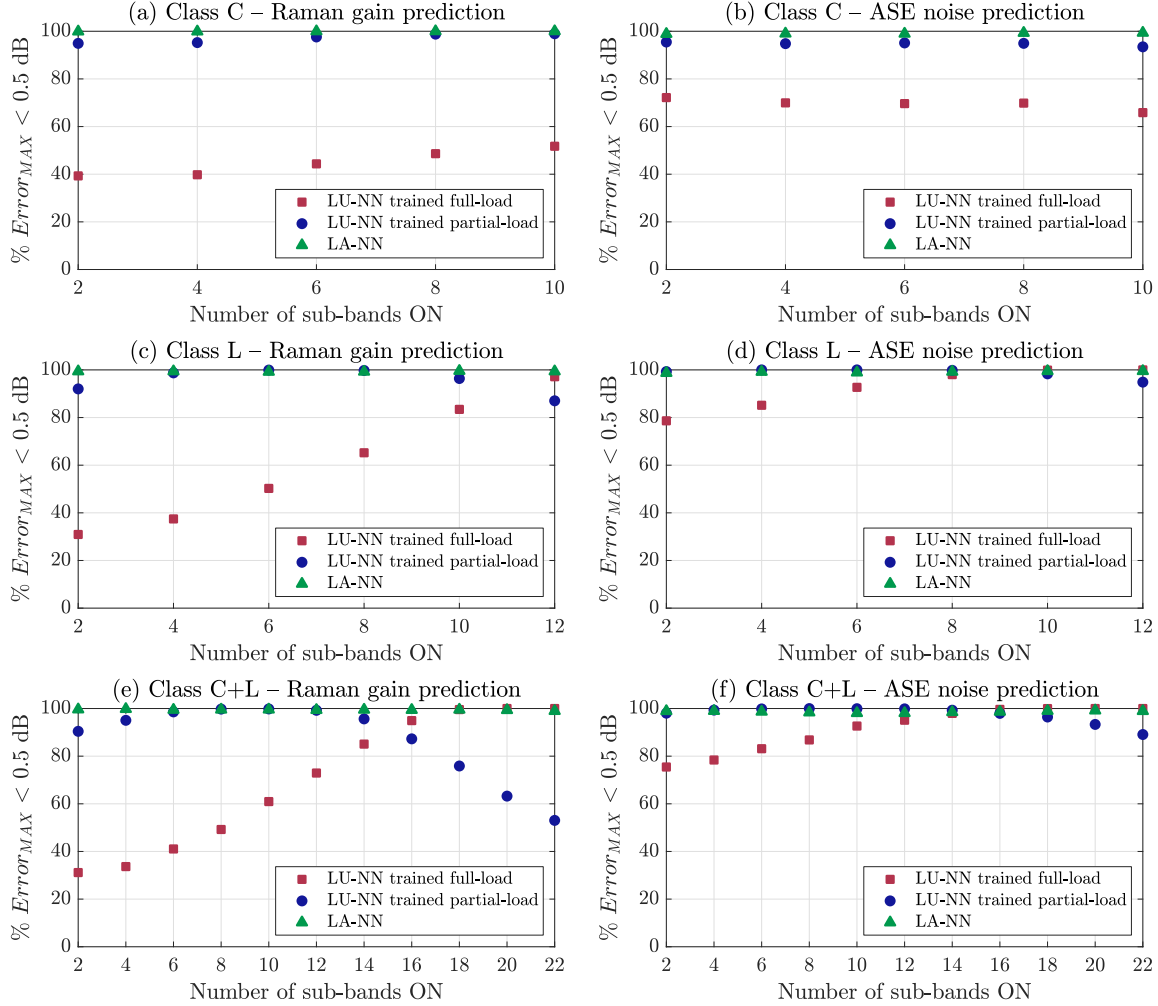 (a) Class C – Raman gain prediction
% Error_MAX < 0.5 dB
100
80
60
40
20
0
LU-NN trained full-load
LU-NN trained partial-load
LA-NN
2 4 6 8 10
Number of sub-bands ON
(b) Class C – ASE noise prediction
% Error_MAX < 0.5 dB
100
80
60
40
20
0
LU-NN trained full-load
LU-NN trained partial-load
LA-NN
2 4 6 8 10
Number of sub-bands ON
(c) Class L – Raman gain prediction
% Error_MAX < 0.5 dB
100
80
60
40
20
0
LU-NN trained full-load
LU-NN trained partial-load
LA-NN
2 4 6 8 10 12
Number of sub-bands ON
(d) Class L – ASE noise prediction
% Error_MAX < 0.5 dB
100
80
60
40
20
0
LU-NN trained full-load
LU-NN trained partial-load
LA-NN
2 4 6 8 10 12
Number of sub-bands ON
(e) Class C+L – Raman gain prediction
% Error_MAX < 0.5 dB
100
80
60
40
20
0
LU-NN trained full-load
LU-NN trained partial-load
LA-NN
2 4 6 8 10 12 14 16 18 20 22
Number of sub-bands ON
(f) Class C+L – ASE noise prediction
% Error_MAX < 0.5 dB
100
80
60
40
20
0
LU-NN trained full-load
LU-NN trained partial-load
LA-NN
2 4 6 8 10 12 14 16 18 20 22
Number of sub-bands ON